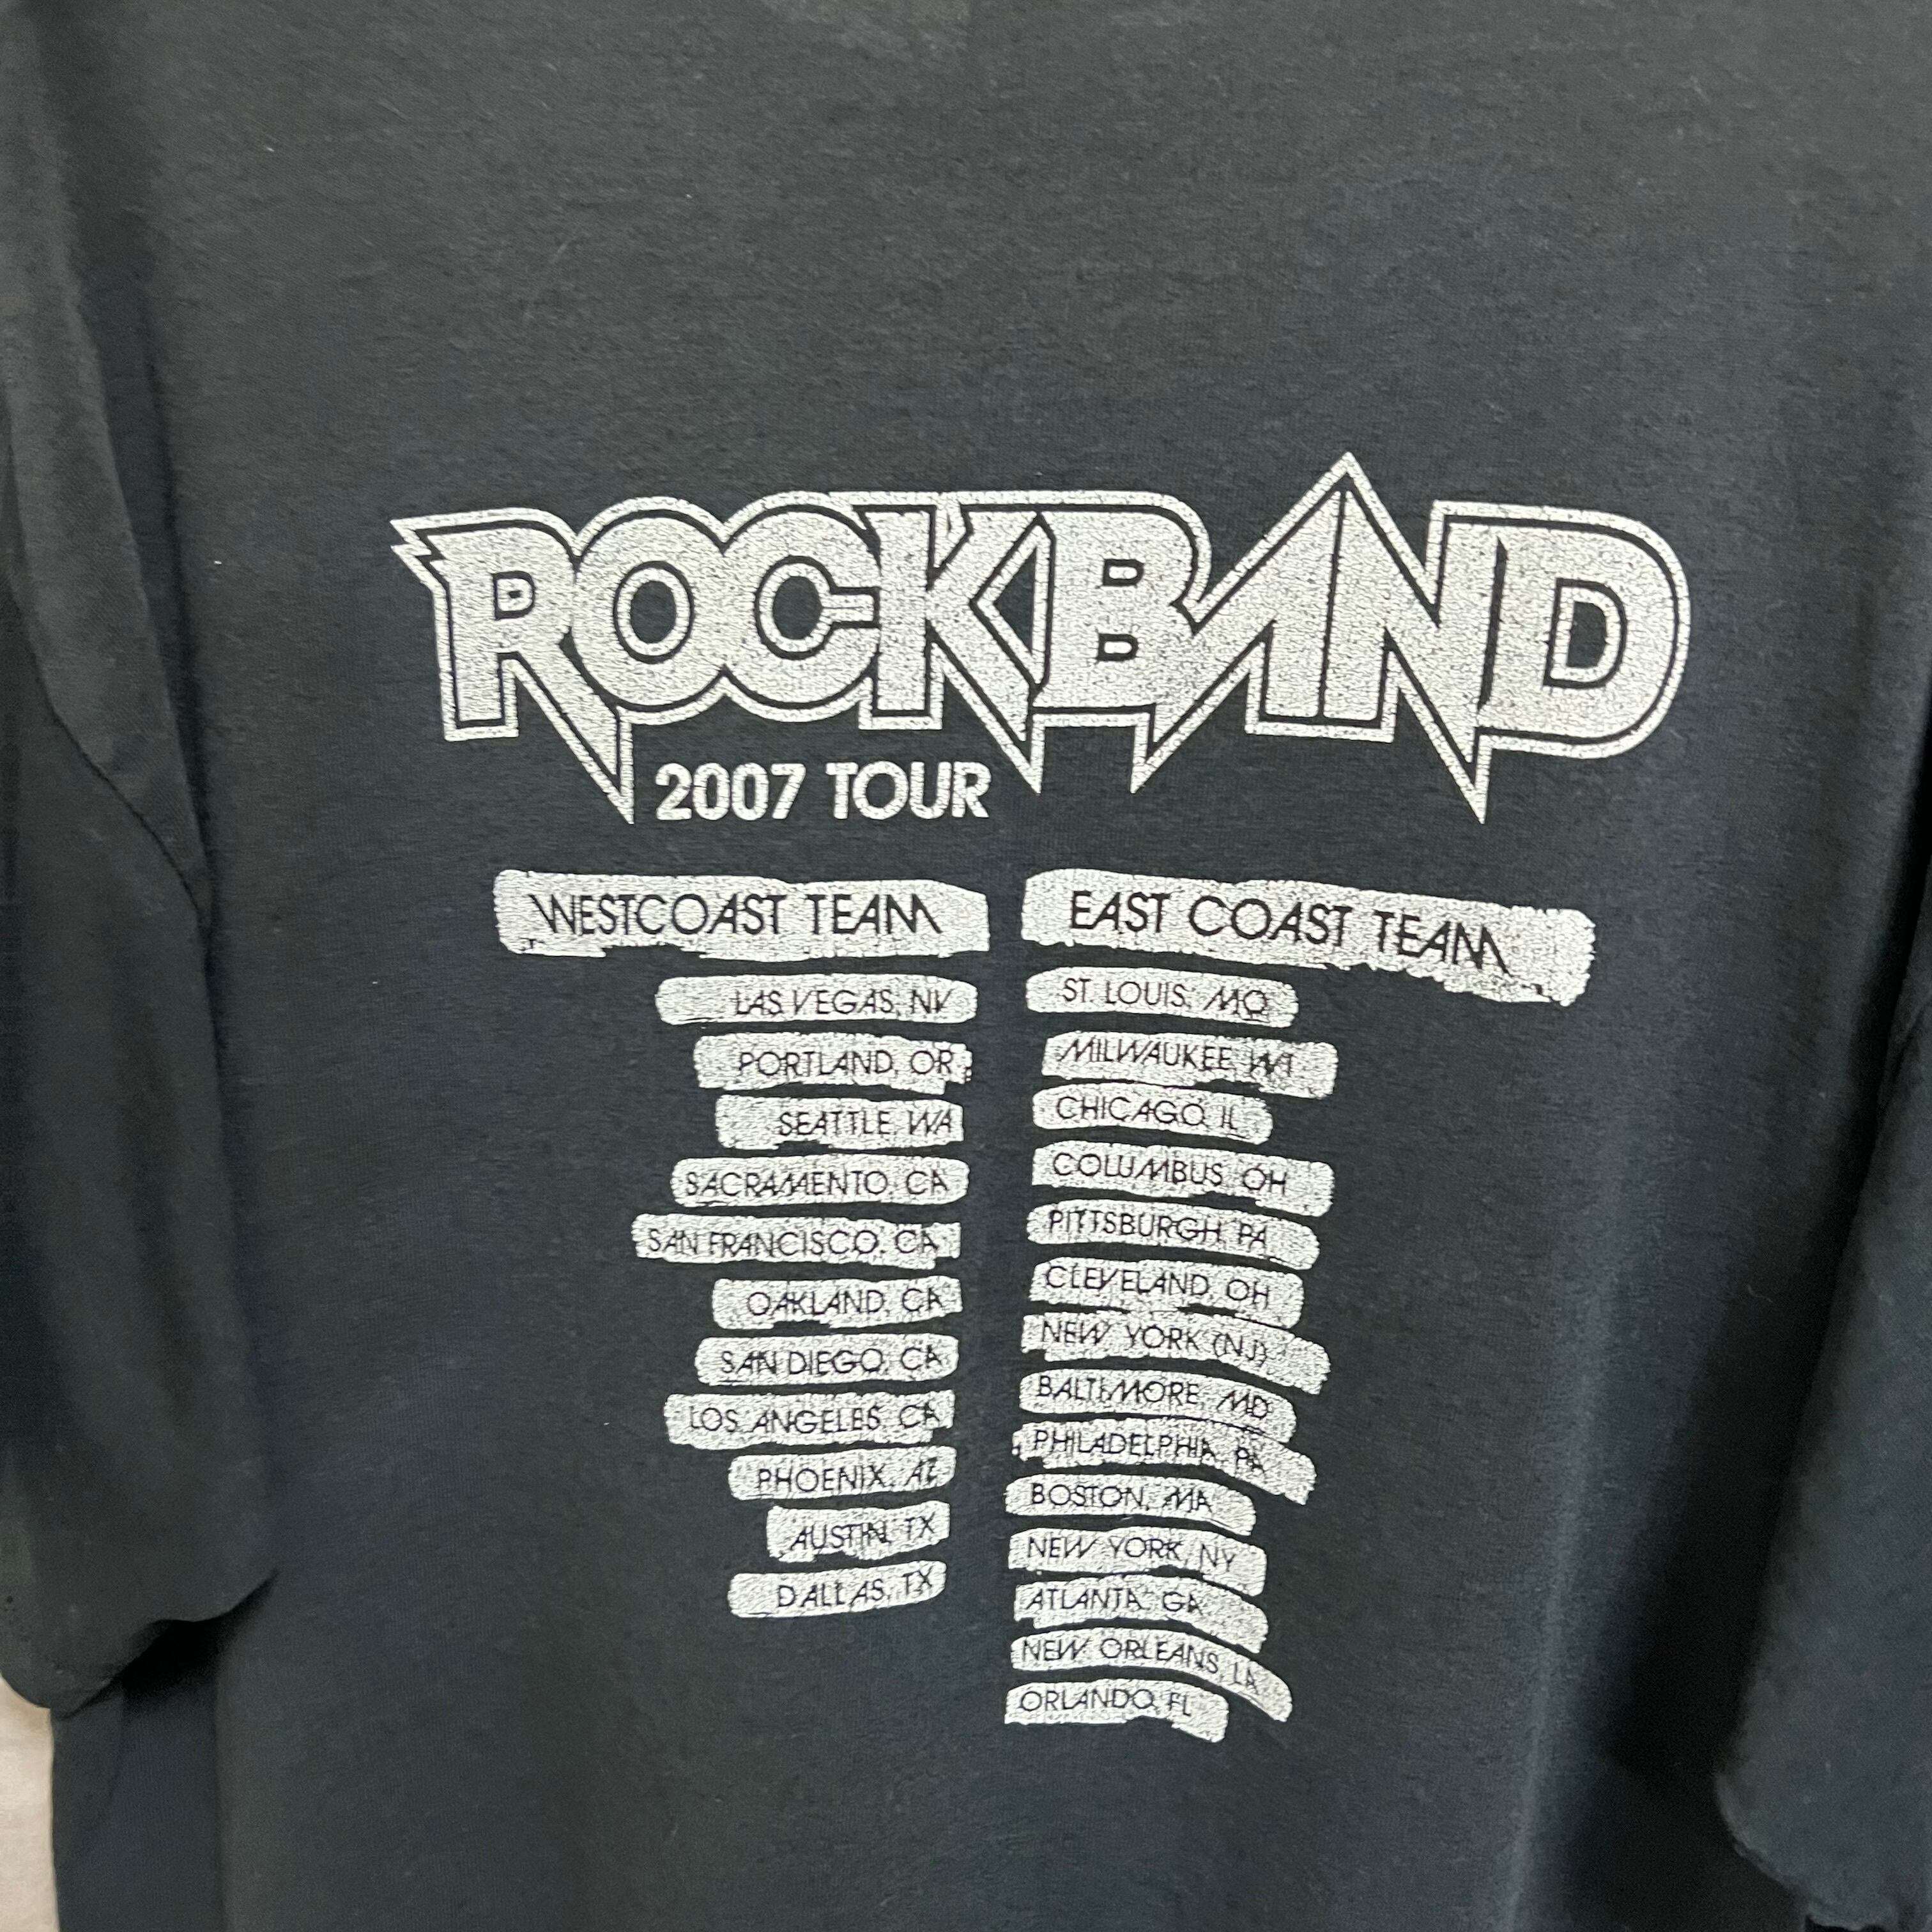 ROCKBAND
2007 TOUR
WESTCOAST TEAM
LAS VEGAS, NV
PORTLAND, OR
SEATTLE, WA
SACRAMENTO, CA
SAN FRANCISCO, CA
OAKLAND, CA
SAN DIEGO, CA
LOS ANGELES, CA
PHOENIX, AZ
AUSTIN, TX
DALLAS, TX
EAST COAST TEAM
ST. LOUIS, MO
MILWAUKEE, WI
CHICAGO, IL
COLUMBUS, OH
PITTSBURGH, PA
CLEVELAND, OH
NEW YORK (NJ)
BALTIMORE, MD
PHILADELPHIA, PA
BOSTON, MA
NEW YORK, NY
ATLANTA, GA
NEW ORLEANS, LA
ORLANDO, FL